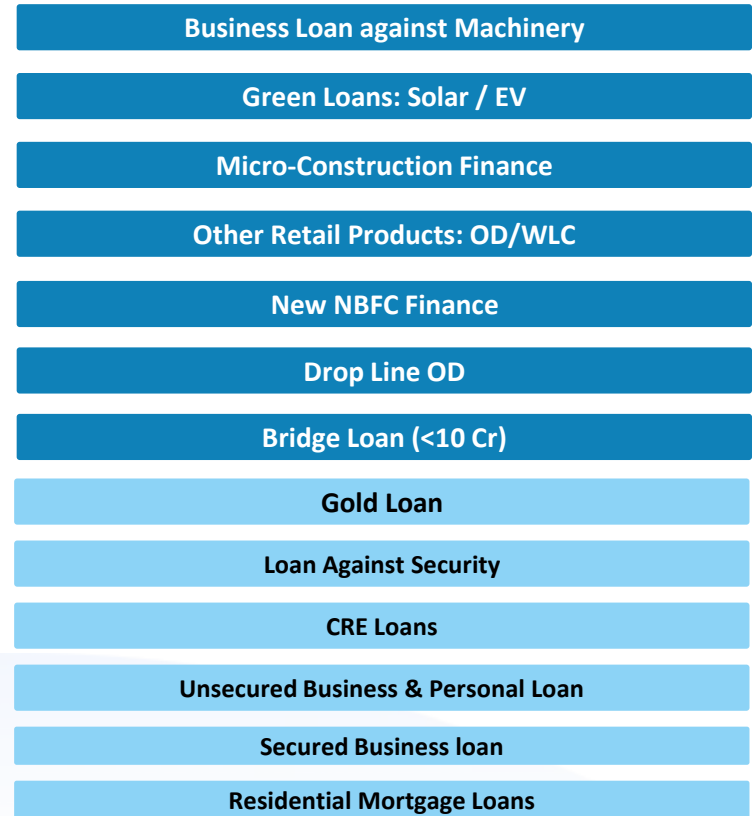 Business Loan against Machinery
Green Loans: Solar / EV
Micro-Construction Finance
Other Retail Products: OD/WLC
New NBFC Finance
Drop Line OD
Bridge Loan (<10 Cr)
Gold Loan
Loan Against Security
CRE Loans
Unsecured Business & Personal Loan
Secured Business loan
Residential Mortgage Loans